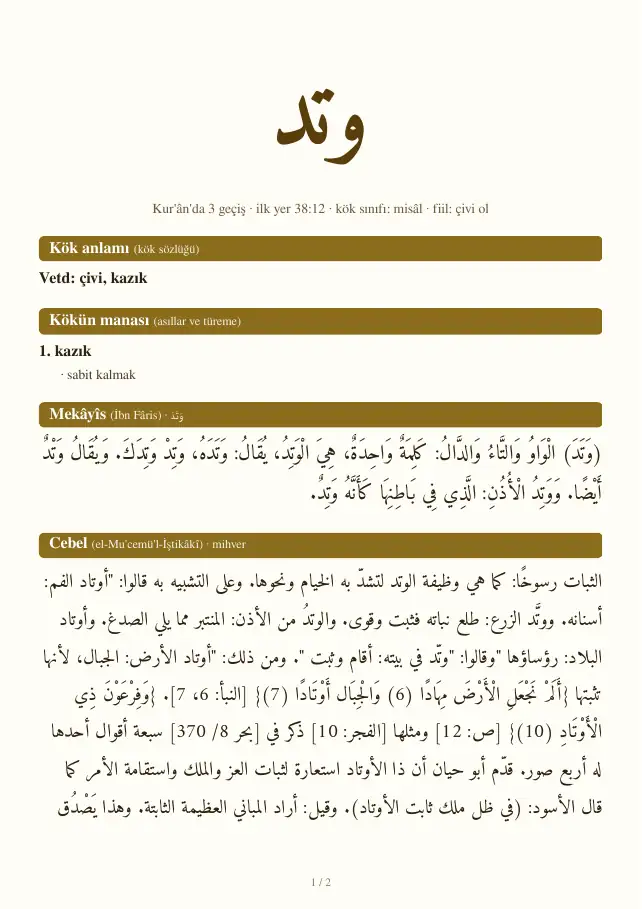 وتد
Kur'ân'da 3 geçiş · ilk yer 38:12 · kök sınıfı: misâl · fiil: çivi ol
Kök anlamı (kök sözlüğü)
Vetd: çivi, kazık
Kökün manası (asıllar ve türeme)
1. kazık
· sabit kalmak
Mekâyîs (İbn Fâris) · وَتَدَ
(وَتَدَ) الْوَاوُ وَالتَّاءُ وَالدَّالُ: كَلِمَةٌ وَاحِدَةٌ، هِيَ الْوَتِدُ، يُقَالُ: وَتَدَهُ، وَتِدْ وَتِدَكَ. وَيُقَالُ وَتْدٌ
أَيْضًا. وَوَتِدُ الْأُذُنِ: الَّذِي فِي بَاطِنِهَا كَأَنَّهُ وَتِدٌ.
Cebel (el-Mu'cemü'l-İştikâkî) · mihver
الثبات رسوخًا: كما هي وظيفة الوتد لتشدّ به الخيام ونحوها. وعلى التشبيه به قالوا: "أوتاد الفم:
أسنانه. ووتَّد الزرع: طلع نباته فثبت وقوى. والوتدُ من الأذن: المنتبر مما يلي الصدغ. وأوتاد
البلاد: رؤساؤها "وقالوا: "وتّد في بيته: أقام وثبت ". ومن ذلك: "أوتاد الأرض: الجبال، لأنها
تثبتها {أَلَمْ نَجْعَلِ الْأَرْضَ مِهَادًا (6) وَالْجِبَال أَوْتَادًا (7)} [النبأ: 6، 7]. {وَفِرْعَوْنَ ذِي
الْأَوْتَادِ (10)} [ص: 12] ومثلها [الفجر: 10] ذكر في [بحر 8/ 370] سبعة أقوال أحدها
له أربع صور. قدّم أبو حيان أن ذا الأوتاد استعارة لثبات العز والملك واستقامة الأمر كما
قال الأسود: (في ظل ملك ثابت الأوتاد). وقيل: أراد المباني العظيمة الثابتة. وهذا يَصْدُق
1 / 2